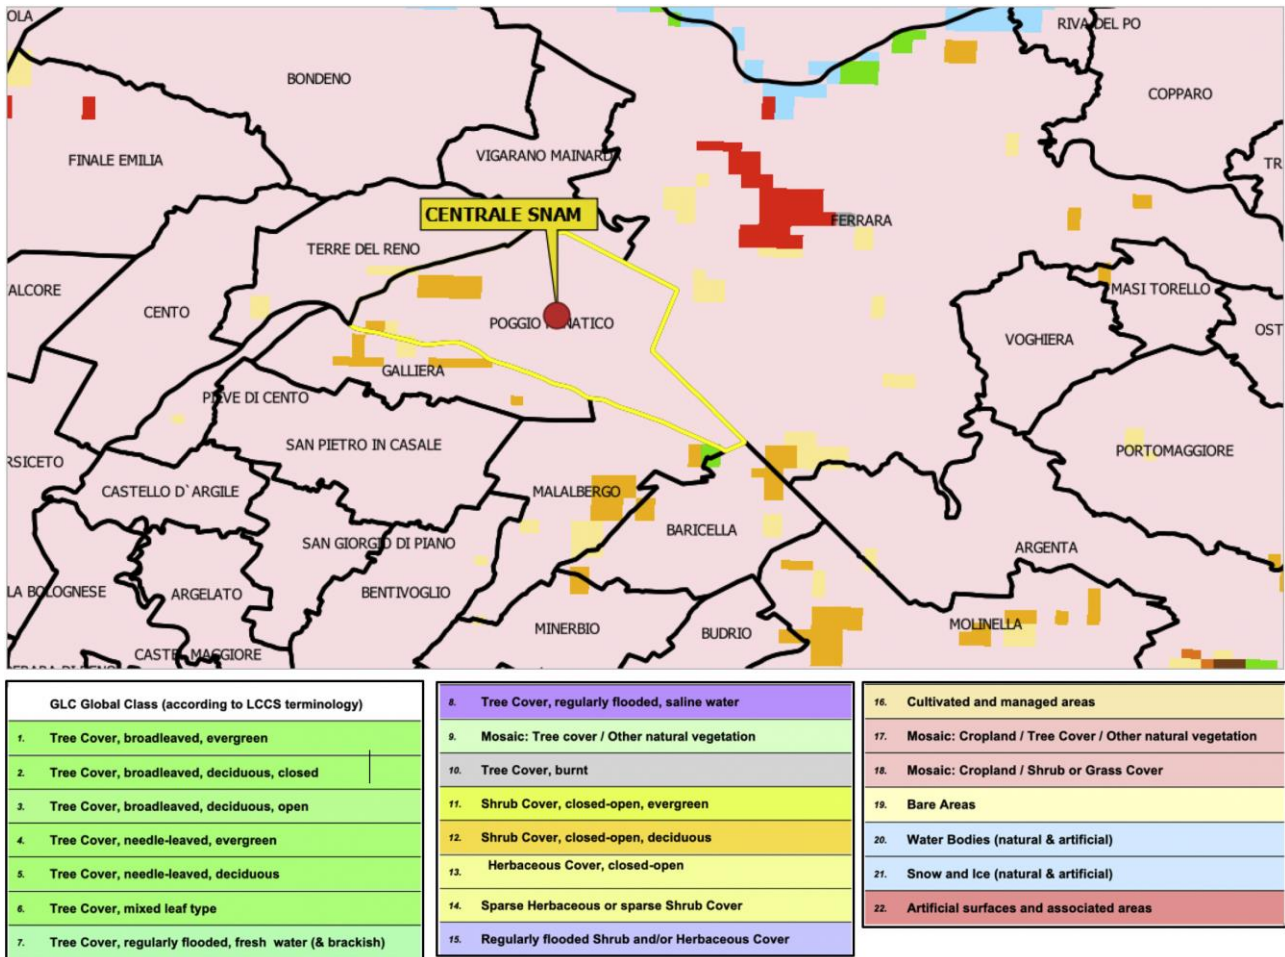 OLA
RIVA DEL PO
BONDENO
COPPARO
FINALE EMILIA
VIGARANO MAINARDA
TR
CENTRALE SNAM
FERRARA
TERRE DEL RENO
ALCORE
MASI TORELLO
CENTO
POGGIO NATICO
OST
VOGHIERA
GALLIERA
PIEVE DI CENTO
SAN PIETRO IN CASALE
PORTOMAGGIORE
RSICETO
CASTELLO D`ARGILE
MALALBERGO
BARICELLA
SAN GIORGIO DI PIANO
ARGENTA
LA BOLOGNESE
ARGELATO
BENTIVOGLIO
MINERBIO
BUDRIO
MOLINELLA
CASTEL MAGGIORE
GLC Global Class (according to LCCS terminology)
1. Tree Cover, broadleaved, evergreen
2. Tree Cover, broadleaved, deciduous, closed
3. Tree Cover, broadleaved, deciduous, open
4. Tree Cover, needle-leaved, evergreen
5. Tree Cover, needle-leaved, deciduous
6. Tree Cover, mixed leaf type
7. Tree Cover, regularly flooded, fresh water (& brackish)
8. Tree Cover, regularly flooded, saline water
9. Mosaic: Tree cover / Other natural vegetation
10. Tree Cover, burnt
11. Shrub Cover, closed-open, evergreen
12. Shrub Cover, closed-open, deciduous
13. Herbaceous Cover, closed-open
14. Sparse Herbaceous or sparse Shrub Cover
15. Regularly flooded Shrub and/or Herbaceous Cover
16. Cultivated and managed areas
17. Mosaic: Cropland / Tree Cover / Other natural vegetation
18. Mosaic: Cropland / Shrub or Grass Cover
19. Bare Areas
20. Water Bodies (natural & artificial)
21. Snow and Ice (natural & artificial)
22. Artificial surfaces and associated areas